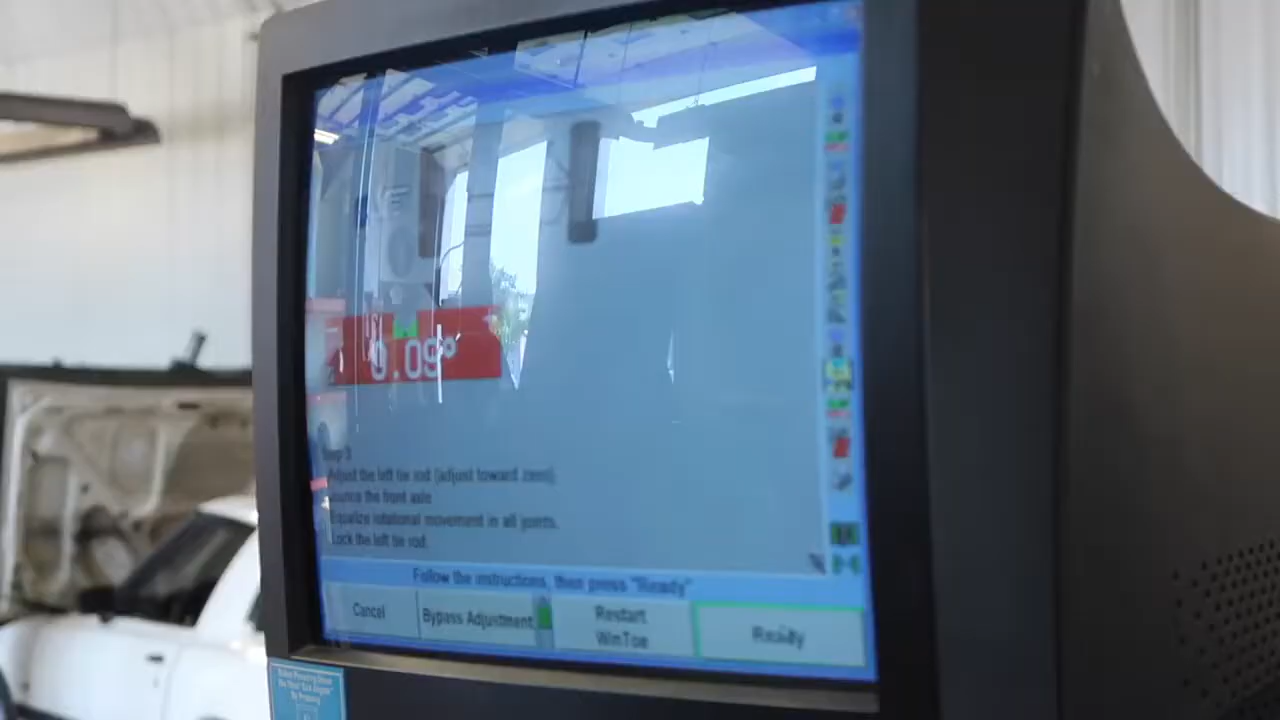 0.09°
Step 3
Adjust the left tie rod (adjust toward zero)
Bounce the front axle
Equalize rotational movement in all joints.
Lock the left tie rod
Follow the instructions, then press "Ready"
Cancel
Bypass Adjustment
Restart
WinToe
Ready